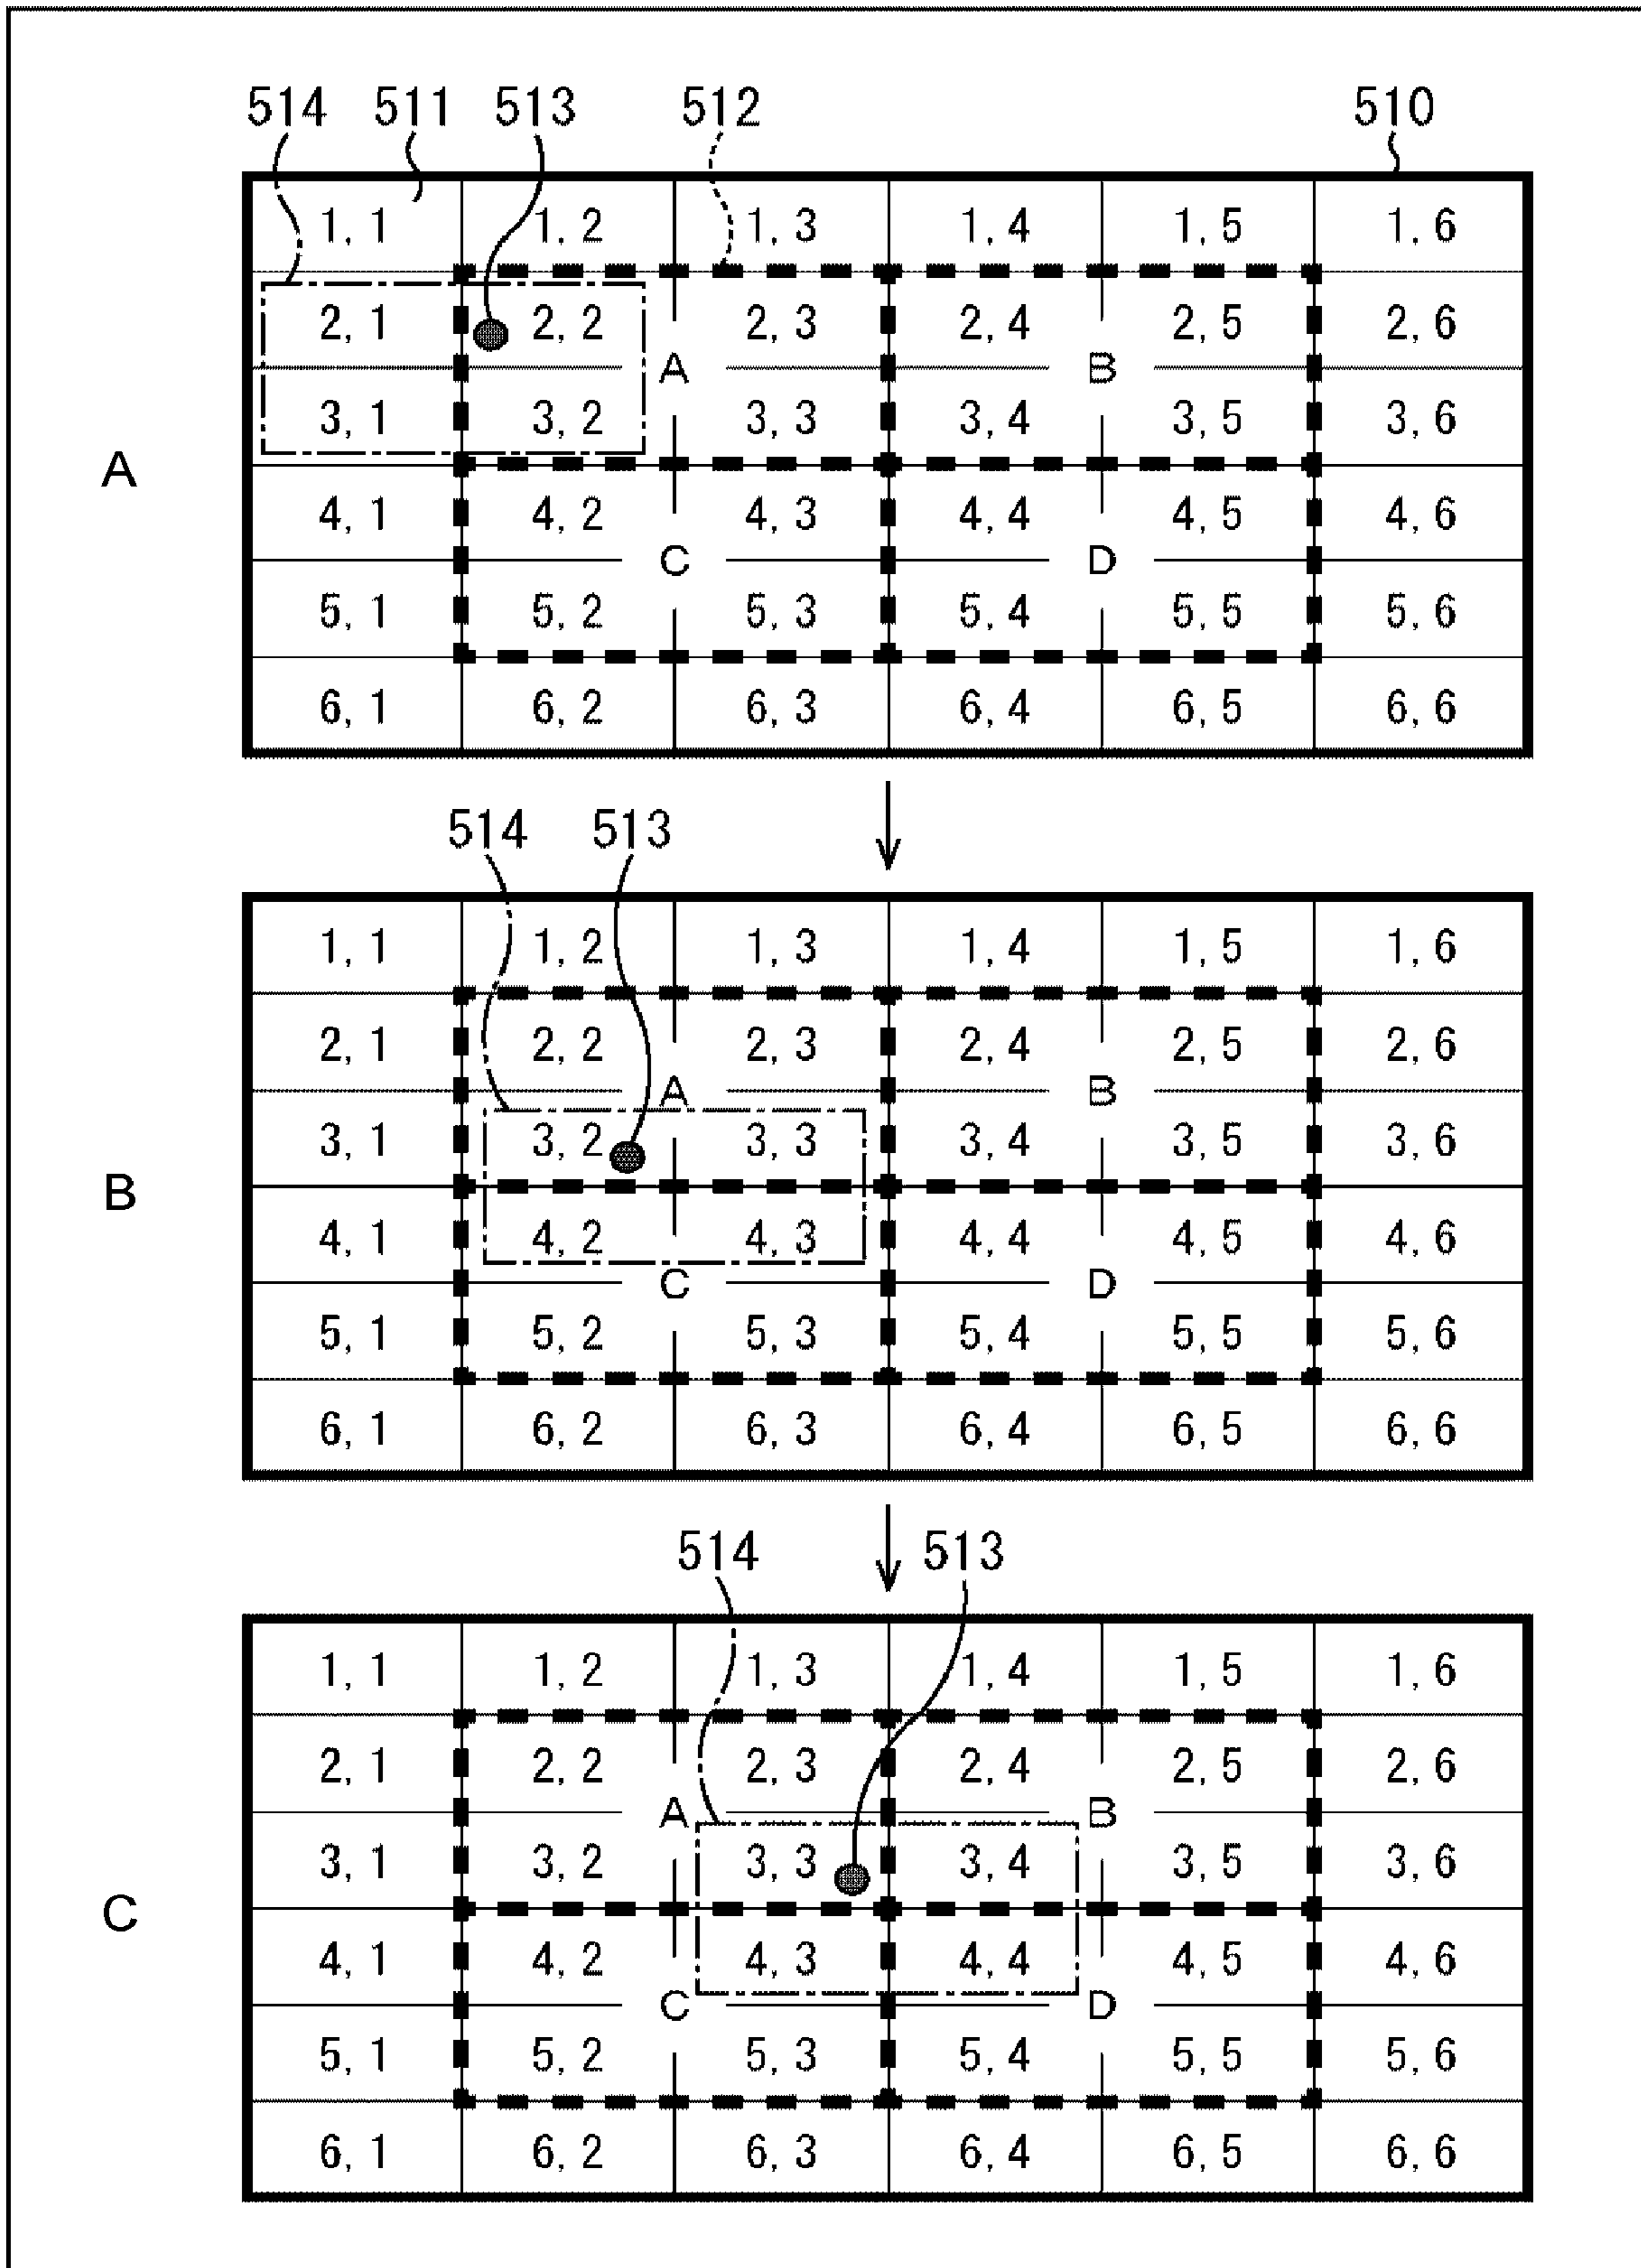 514 511 513 512 510
1,1 1,2 1,3 1,4 1,5 1,6
2,1 2,2 2,3 2,4 2,5 2,6
A B
3,1 3,2 3,3 3,4 3,5 3,6
A
4,1 4,2 4,3 4,4 4,5 4,6
C D
5,1 5,2 5,3 5,4 5,5 5,6
6,1 6,2 6,3 6,4 6,5 6,6
514 513
1,1 1,2 1,3 1,4 1,5 1,6
2,1 2,2 2,3 2,4 2,5 2,6
A B
3,1 3,2 3,3 3,4 3,5 3,6
B
4,1 4,2 4,3 4,4 4,5 4,6
C D
5,1 5,2 5,3 5,4 5,5 5,6
6,1 6,2 6,3 6,4 6,5 6,6
514 513
1,1 1,2 1,3 1,4 1,5 1,6
2,1 2,2 2,3 2,4 2,5 2,6
A B
3,1 3,2 3,3 3,4 3,5 3,6
C
4,1 4,2 4,3 4,4 4,5 4,6
C D
5,1 5,2 5,3 5,4 5,5 5,6
6,1 6,2 6,3 6,4 6,5 6,6